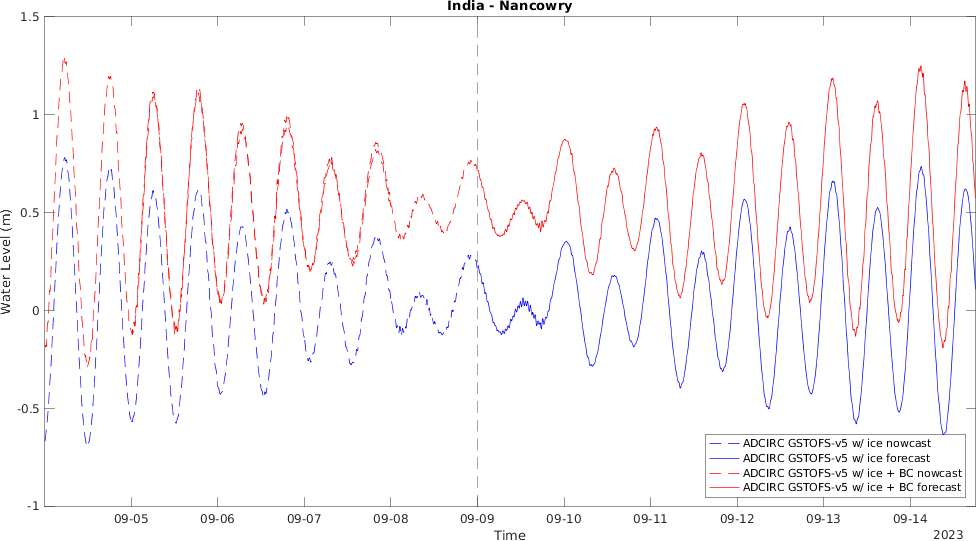 India - Nancowry
1.5
1
0.5
0
-0.5
-1
Water Level (m)
ADCIRC GSTOFS-v5 w/ ice nowcast
ADCIRC GSTOFS-v5 w/ ice forecast
ADCIRC GSTOFS-v5 w/ ice + BC nowcast
ADCIRC GSTOFS-v5 w/ ice + BC forecast
09-05 09-06 09-07 09-08 09-09 09-10 09-11 09-12 09-13 09-14
Time
2023